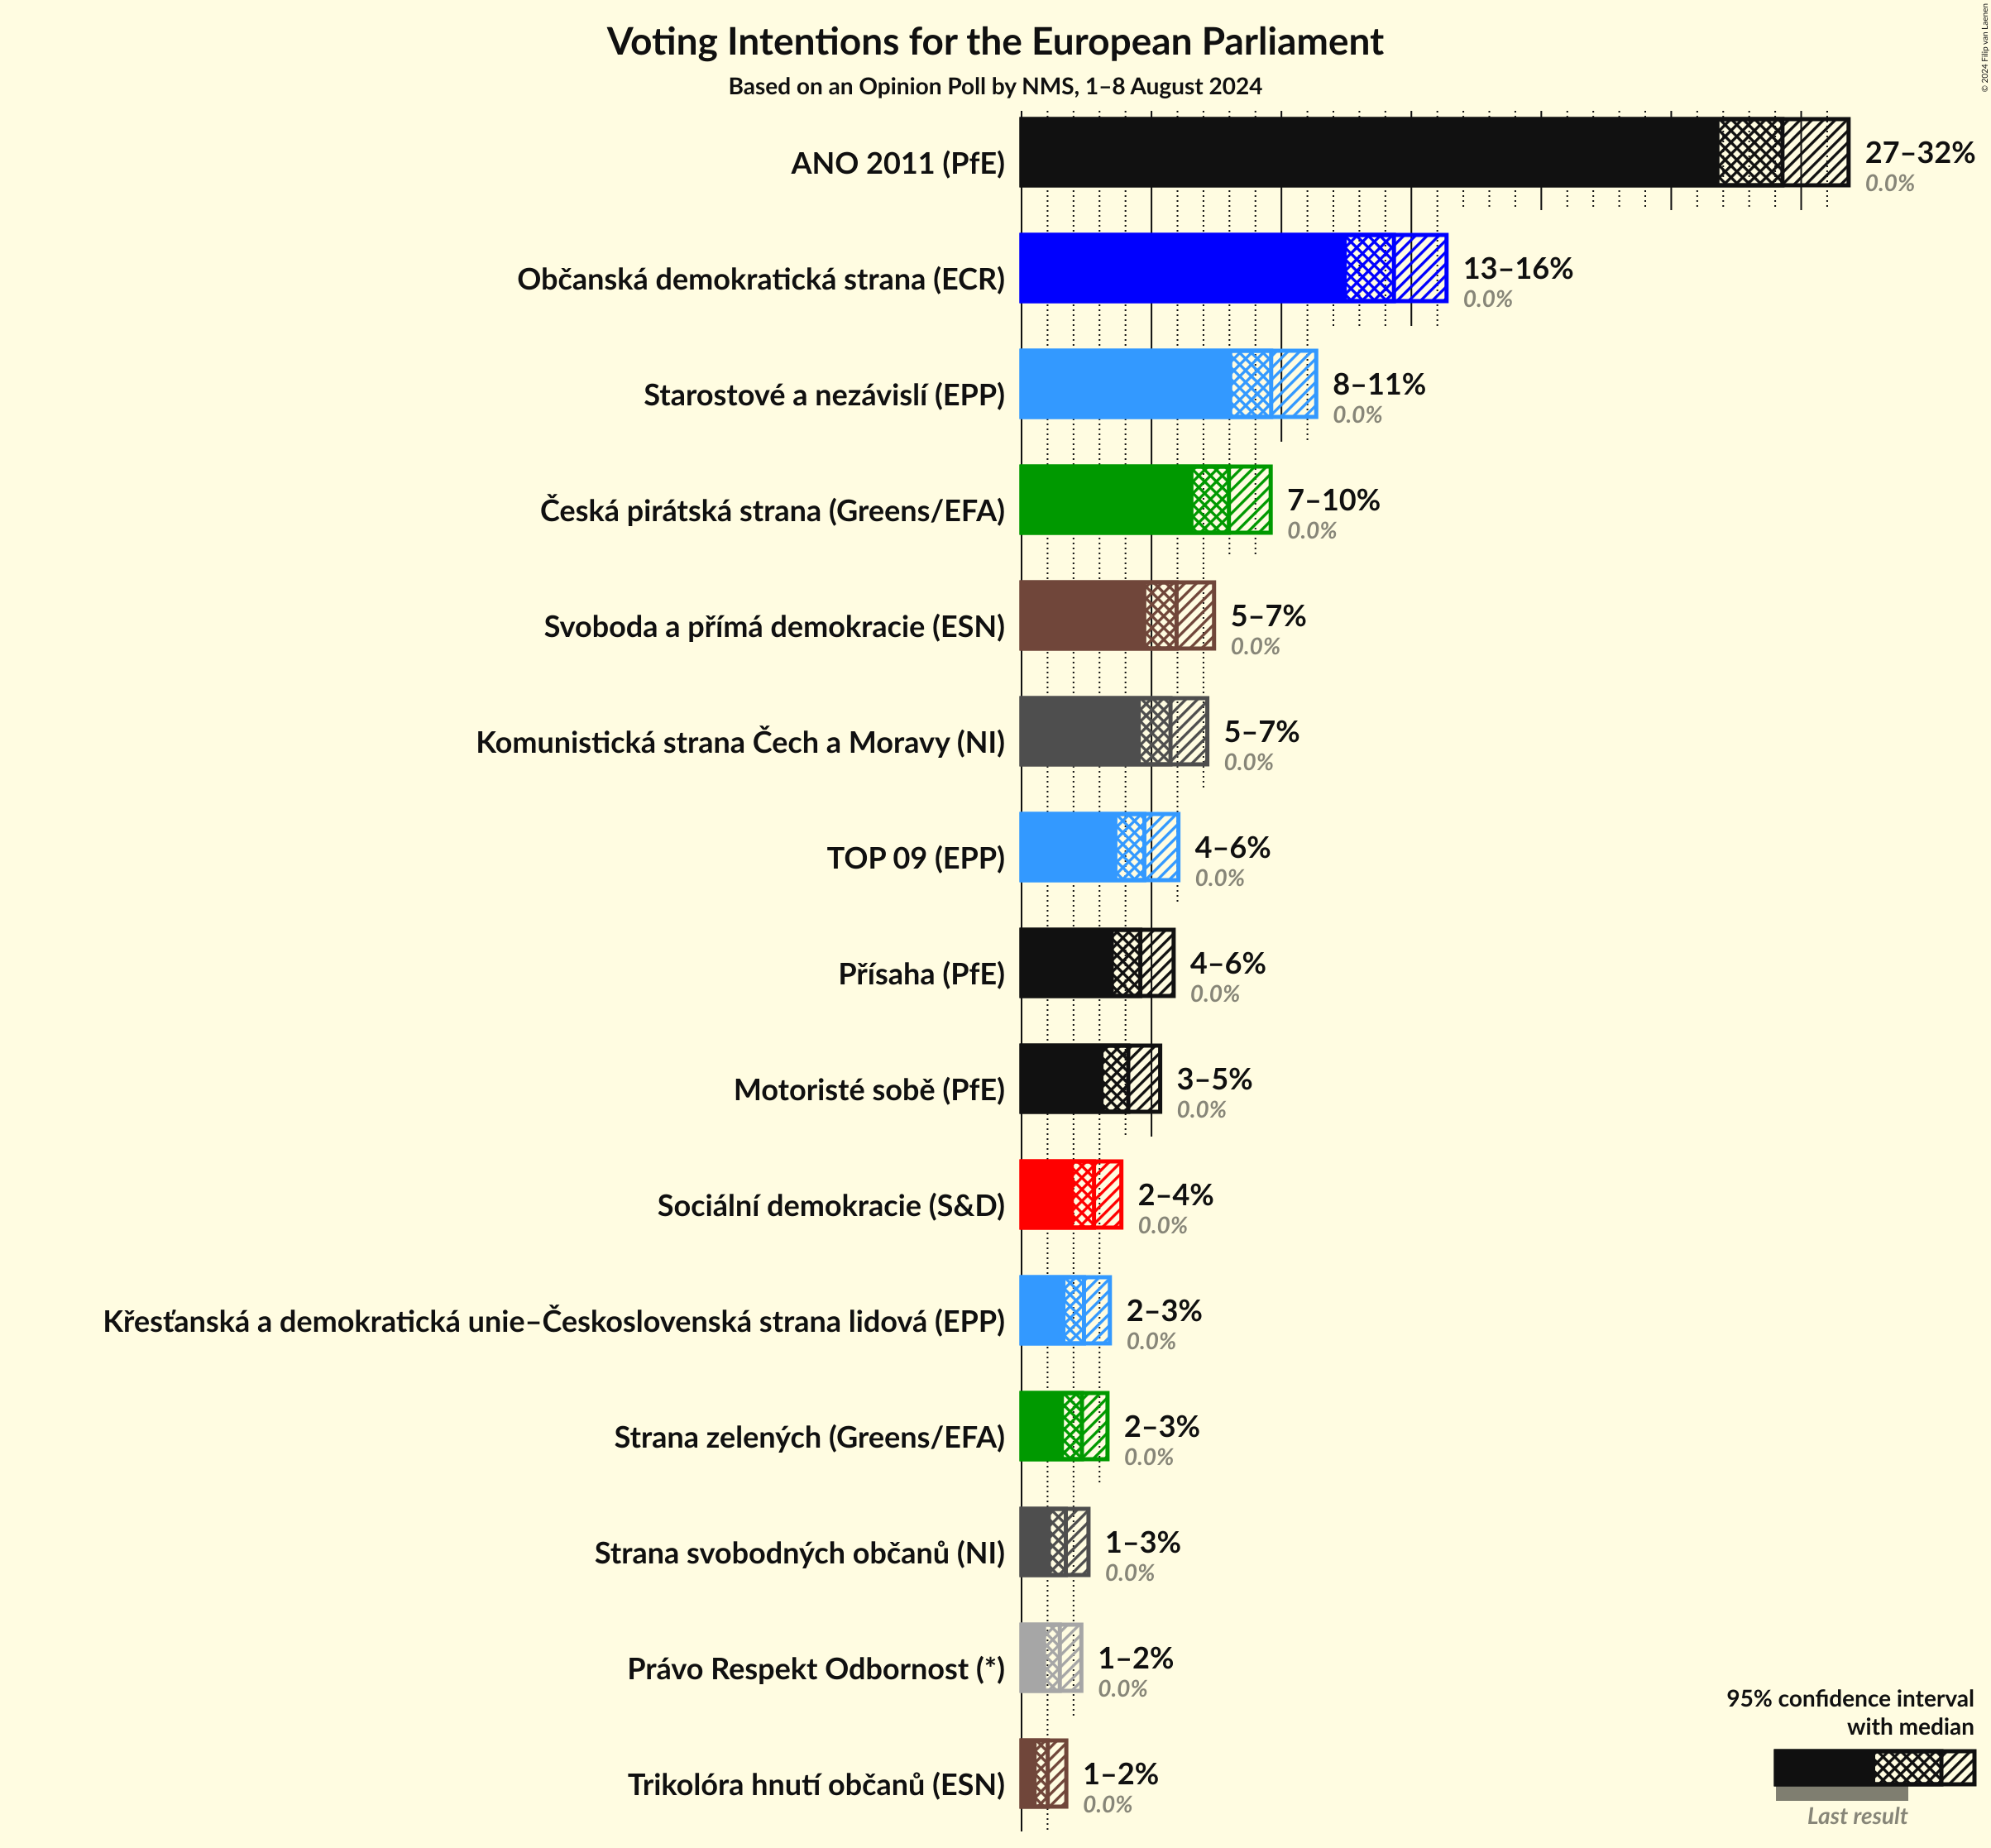 Voting Intentions for the European Parliament
Based on an Opinion Poll by NMS, 1–8 August 2024
© 2024 Filip van Laenen
ANO 2011 (PfE)
27–32%
0.0%
Občanská demokratická strana (ECR)
13–16%
0.0%
Starostové a nezávislí (EPP)
8–11%
0.0%
Česká pirátská strana (Greens/EFA)
7–10%
0.0%
Svoboda a přímá demokracie (ESN)
5–7%
0.0%
Komunistická strana Čech a Moravy (NI)
5–7%
0.0%
TOP 09 (EPP)
4–6%
0.0%
Přísaha (PfE)
4–6%
0.0%
Motoristé sobě (PfE)
3–5%
0.0%
Sociální demokracie (S&D)
2–4%
0.0%
Křesťanská a demokratická unie–Československá strana lidová (EPP)
2–3%
0.0%
Strana zelených (Greens/EFA)
2–3%
0.0%
Strana svobodných občanů (NI)
1–3%
0.0%
Právo Respekt Odbornost (*)
1–2%
0.0%
Trikolóra hnutí občanů (ESN)
1–2%
0.0%
95% confidence interval
with median
Last result